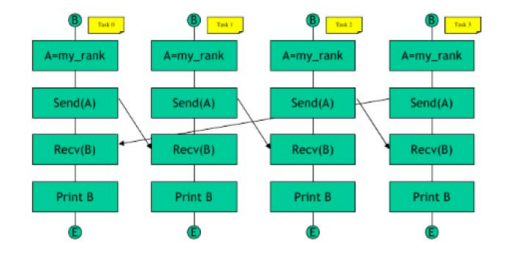 B Task 0 B Task 1 B Task 2 B Task 3
A=my_rank A=my_rank A=my_rank A=my_rank
Send(A) Send(A) Send(A) Send(A)
Recv(B) Recv(B) Recv(B) Recv(B)
Print B Print B Print B Print B
E E E E